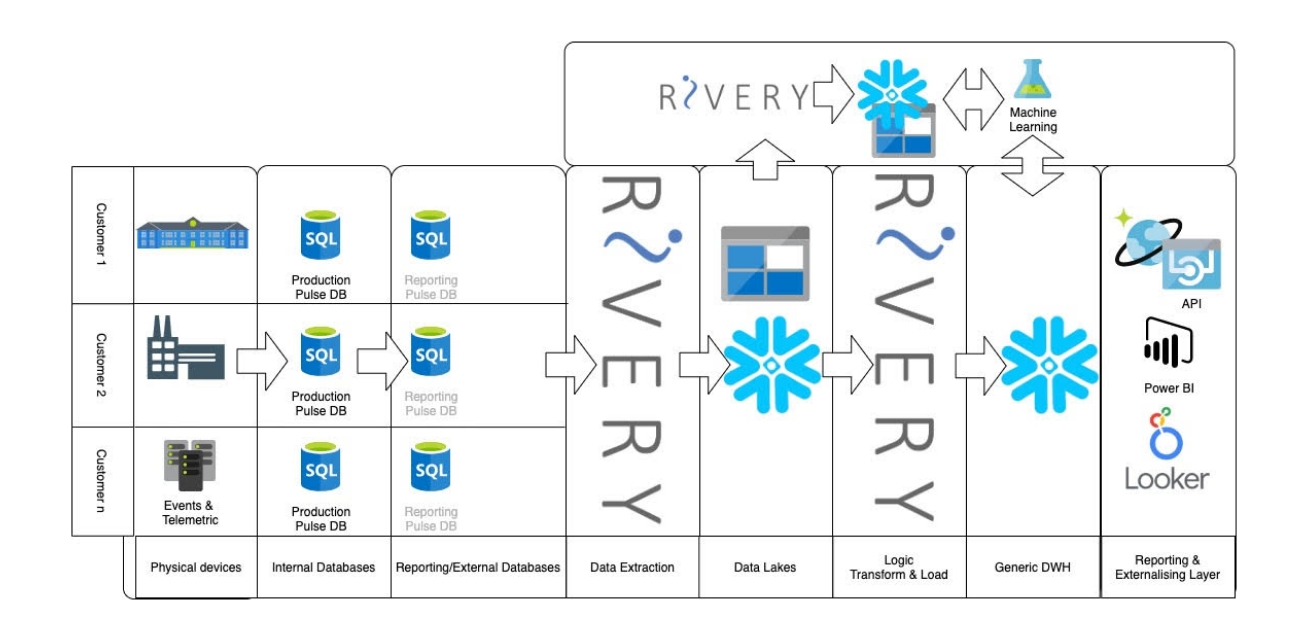 RIVERY
Machine
Learning
Customer 1
SQL
Production
Pulse DB
SQL
Reporting
Pulse DB
Customer 2
SQL
Production
Pulse DB
SQL
Reporting
Pulse DB
Customer n
Events &
Telemetric
SQL
Production
Pulse DB
SQL
Reporting
Pulse DB
RIVERY
RIVERY
API
Power BI
Looker
Physical devices
Internal Databases
Reporting/External Databases
Data Extraction
Data Lakes
Logic
Transform & Load
Generic DWH
Reporting &
Externalising Layer